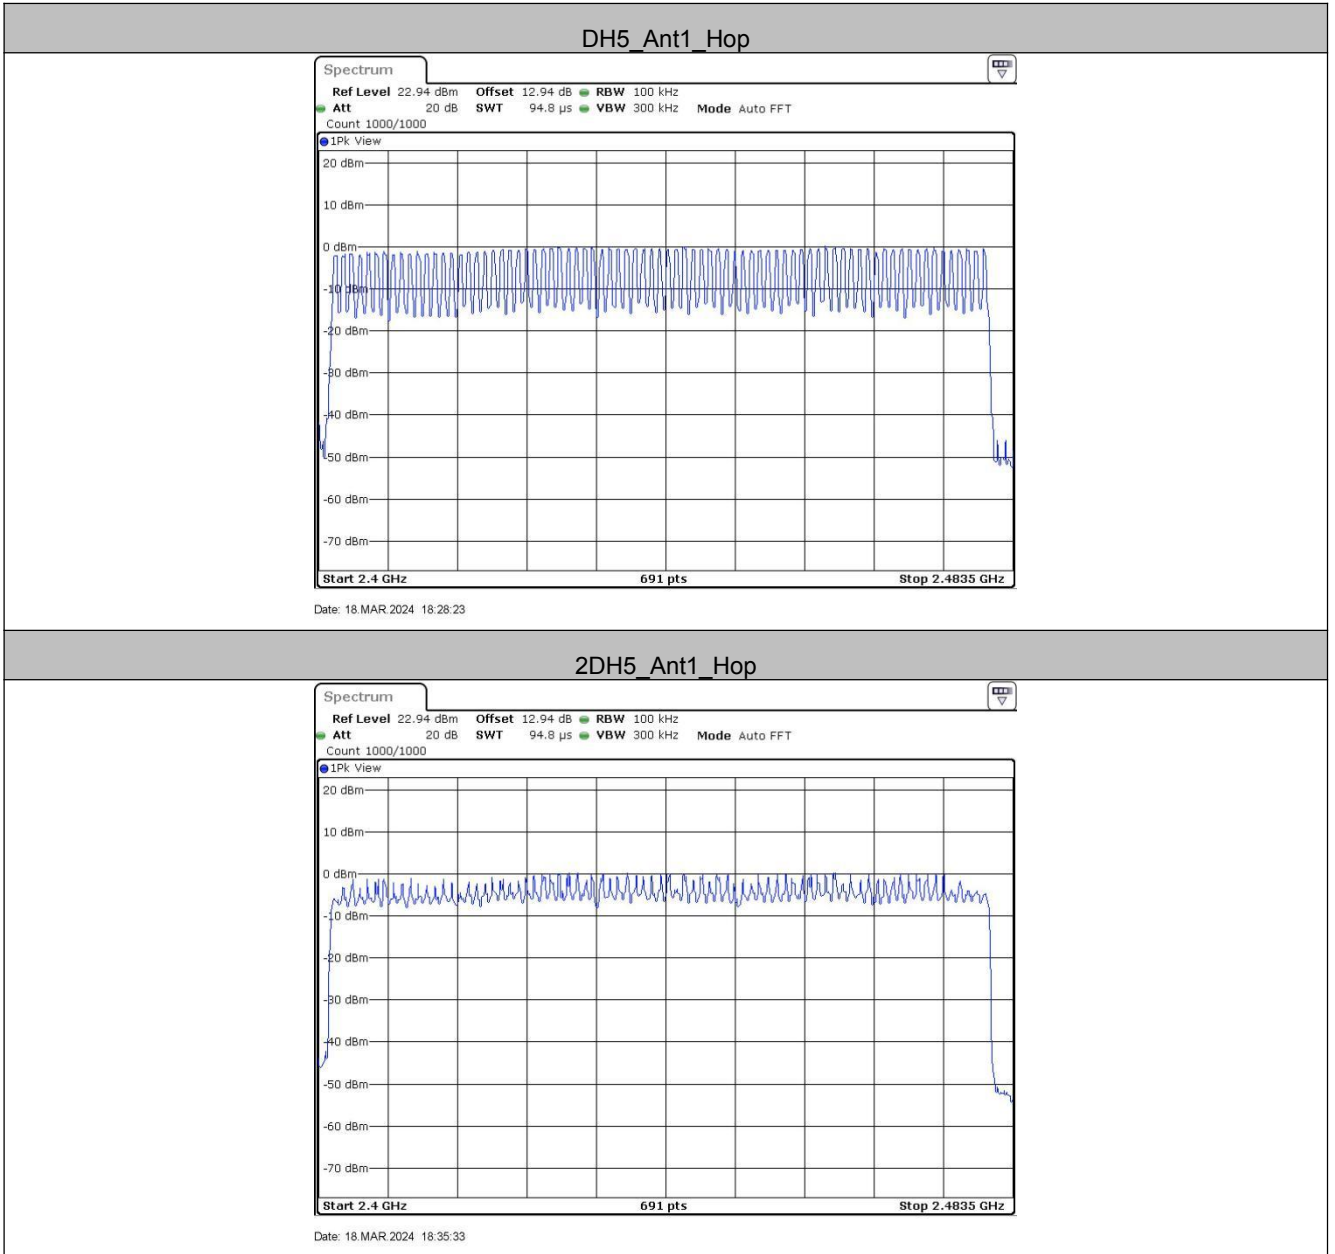 DH5_Ant1_Hop
Spectrum
Ref Level 22.94 dBm Offset 12.94 dB RBW 100 kHz
Att 20 dB SWT 94.8 µs VBW 300 kHz Mode Auto FFT
Count 1000/1000
1Pk View
20 dBm
10 dBm
0 dBm
-10 dBm
-20 dBm
-30 dBm
-40 dBm
-50 dBm
-60 dBm
-70 dBm
Start 2.4 GHz 691 pts Stop 2.4835 GHz
Date: 18.MAR.2024 18:28:23
2DH5_Ant1_Hop
Spectrum
Ref Level 22.94 dBm Offset 12.94 dB RBW 100 kHz
Att 20 dB SWT 94.8 µs VBW 300 kHz Mode Auto FFT
Count 1000/1000
1Pk View
20 dBm
10 dBm
0 dBm
-10 dBm
-20 dBm
-30 dBm
-40 dBm
-50 dBm
-60 dBm
-70 dBm
Start 2.4 GHz 691 pts Stop 2.4835 GHz
Date: 18.MAR.2024 18:35:33